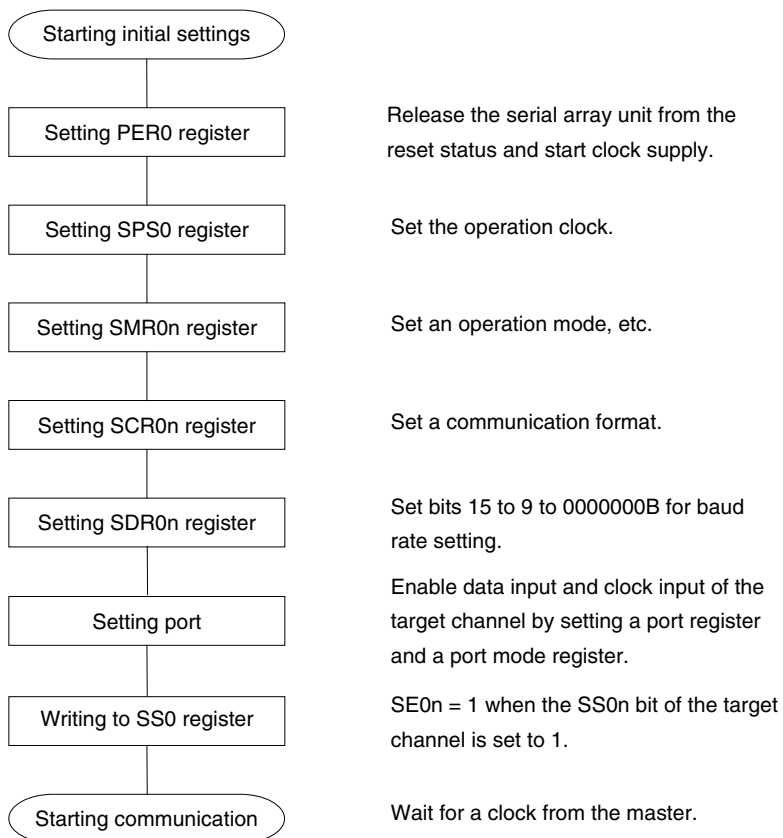 Starting initial settings
Setting PER0 register
Release the serial array unit from the
reset status and start clock supply.
Setting SPS0 register
Set the operation clock.
Setting SMR0n register
Set an operation mode, etc.
Setting SCR0n register
Set a communication format.
Setting SDR0n register
Set bits 15 to 9 to 0000000B for baud
rate setting.
Setting port
Enable data input and clock input of the
target channel by setting a port register
and a port mode register.
Writing to SS0 register
SE0n = 1 when the SS0n bit of the target
channel is set to 1.
Starting communication
Wait for a clock from the master.